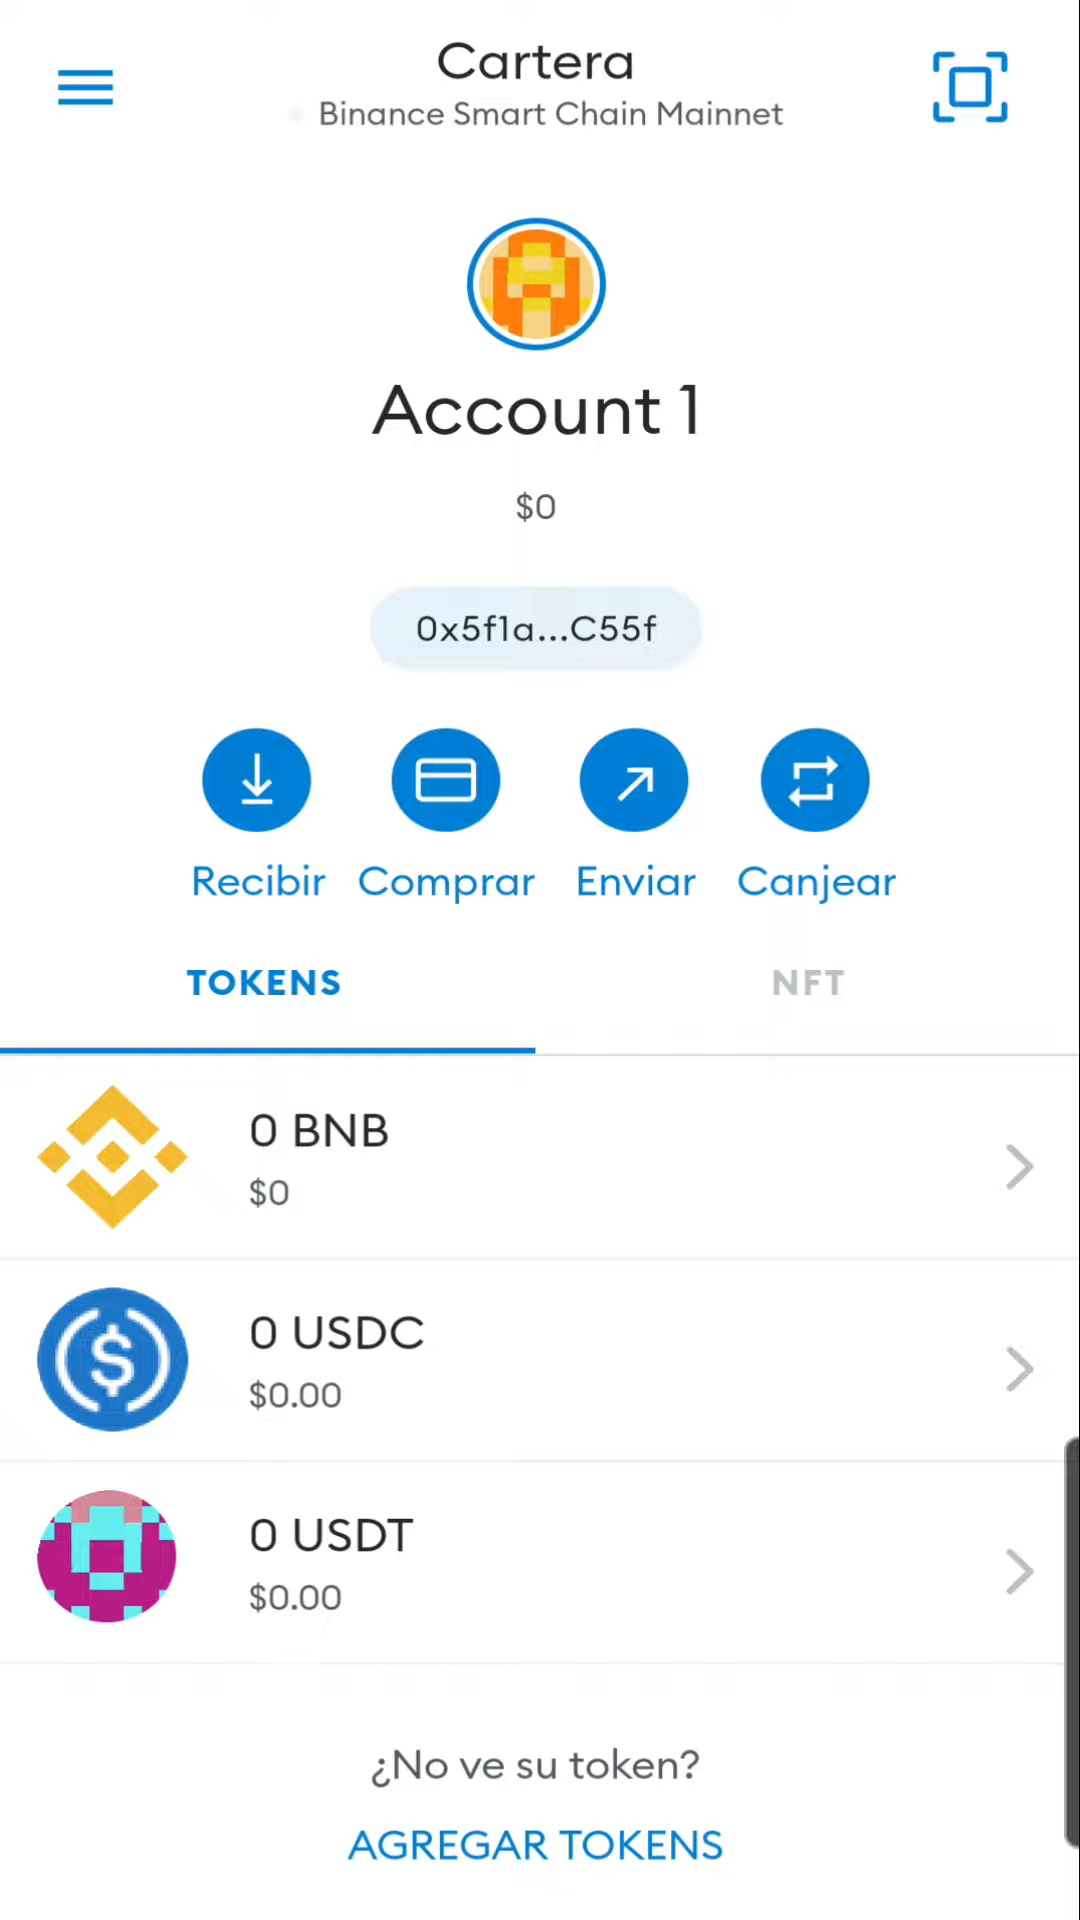 Cartera
Binance Smart Chain Mainnet
Account 1
$0
0x5f1a...C55f
Recibir Comprar Enviar Canjear
TOKENS NFT
0 BNB
$0
0 USDC
$0.00
0 USDT
$0.00
¿No ve su token?
AGREGAR TOKENS